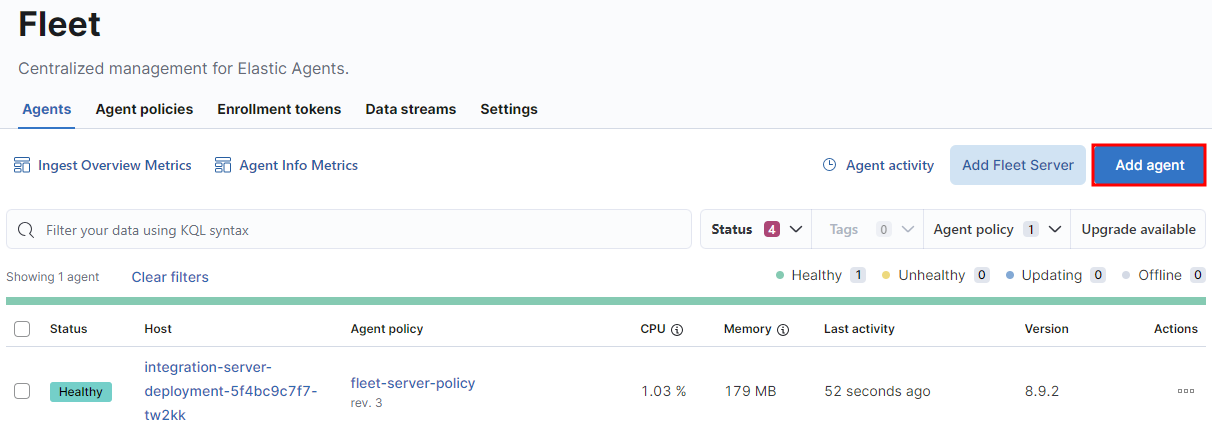 Fleet
Centralized management for Elastic Agents.
Agents Agent policies Enrollment tokens Data streams Settings
Ingest Overview Metrics Agent Info Metrics Agent activity Add Fleet Server Add agent
Filter your data using KQL syntax Status 4 Tags 0 Agent policy 1 Upgrade available
Showing 1 agent Clear filters Healthy 1 Unhealthy 0 Updating 0 Offline 0
Status Host Agent policy CPU Memory Last activity Version Actions
integration-server-
Healthy deployment-5f4bc9c7f7- fleet-server-policy 1.03 % 179 MB 52 seconds ago 8.9.2
tw2kk rev. 3